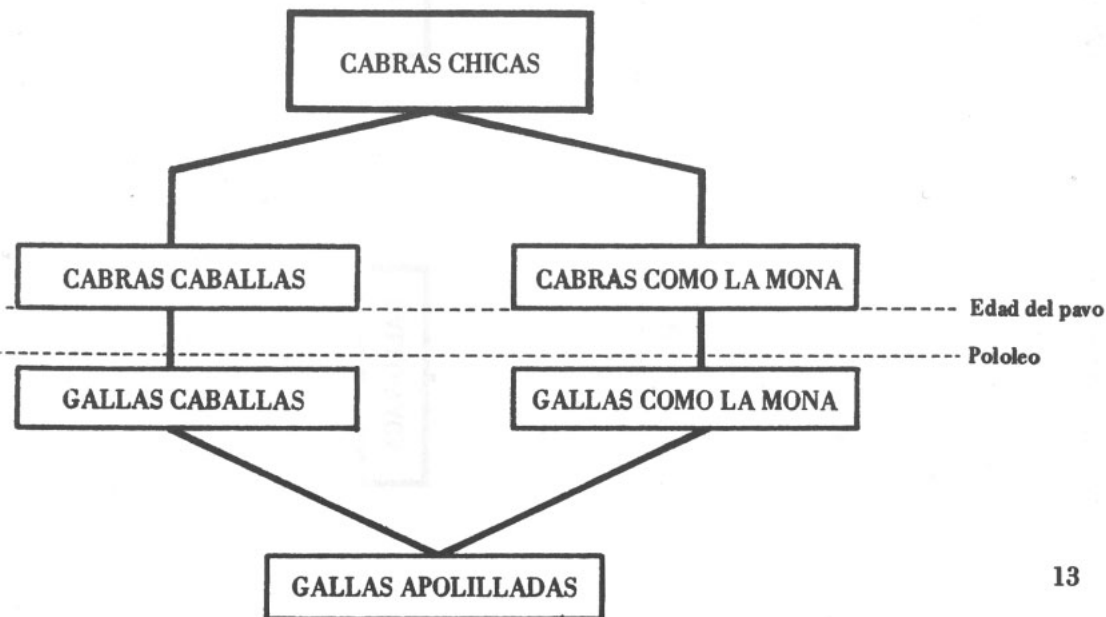 CABRAS CHICAS
CABRAS CABALLAS
CABRAS COMO LA MONA
Edad del pavo
Pololeo
GALLAS CABALLAS
GALLAS COMO LA MONA
GALLAS APOLILLADAS
13